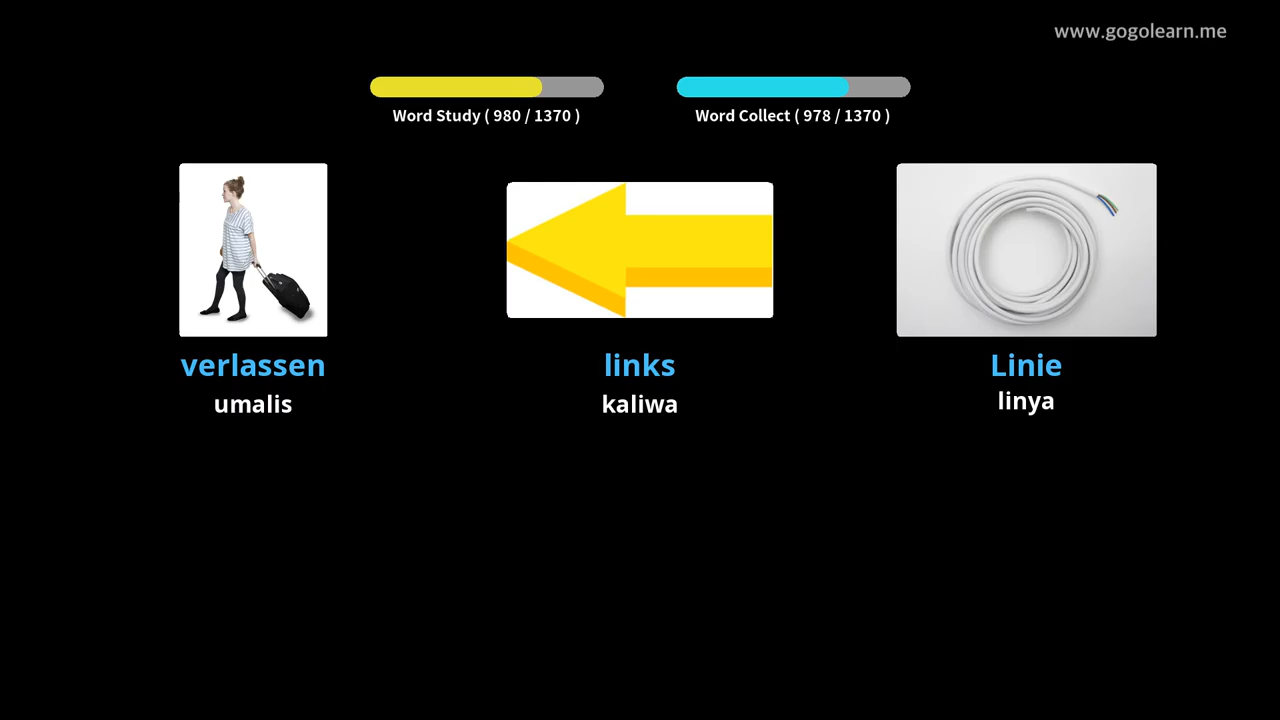 www.gogolearn.me
Word Study ( 980 / 1370 )
Word Collect ( 978 / 1370 )
verlassen
umalis
links
kaliwa
Linie
linya